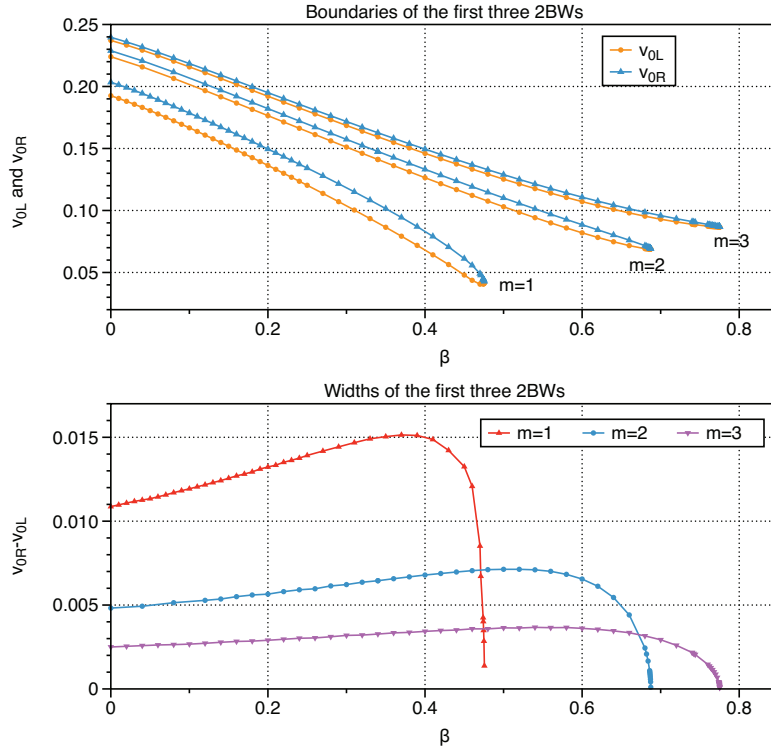 Boundaries of the first three 2BWs
0.25
0.20
0.15
0.10
0.05
v0L and v0R
v0L
v0R
m=1
m=2
m=3
0
0.2
0.4
0.6
0.8
β
Widths of the first three 2BWs
m=1 m=2 m=3
0.015
0.010
0.005
0
v0R-v0L
0
0.2
0.4
0.6
0.8
β